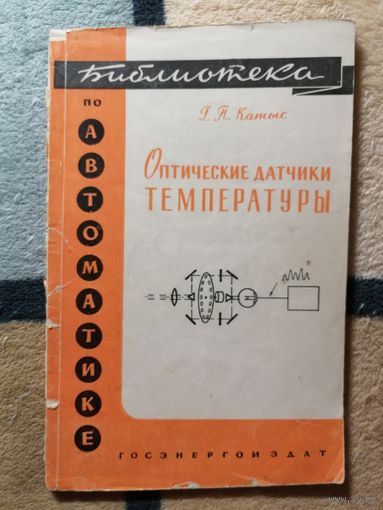 Библиотека
по
АВТОМАТИКЕ
Г. П. Катыс
Оптические датчики
ТЕМПЕРАТУРЫ
ГОСЭНЕРГОИЗДАТ